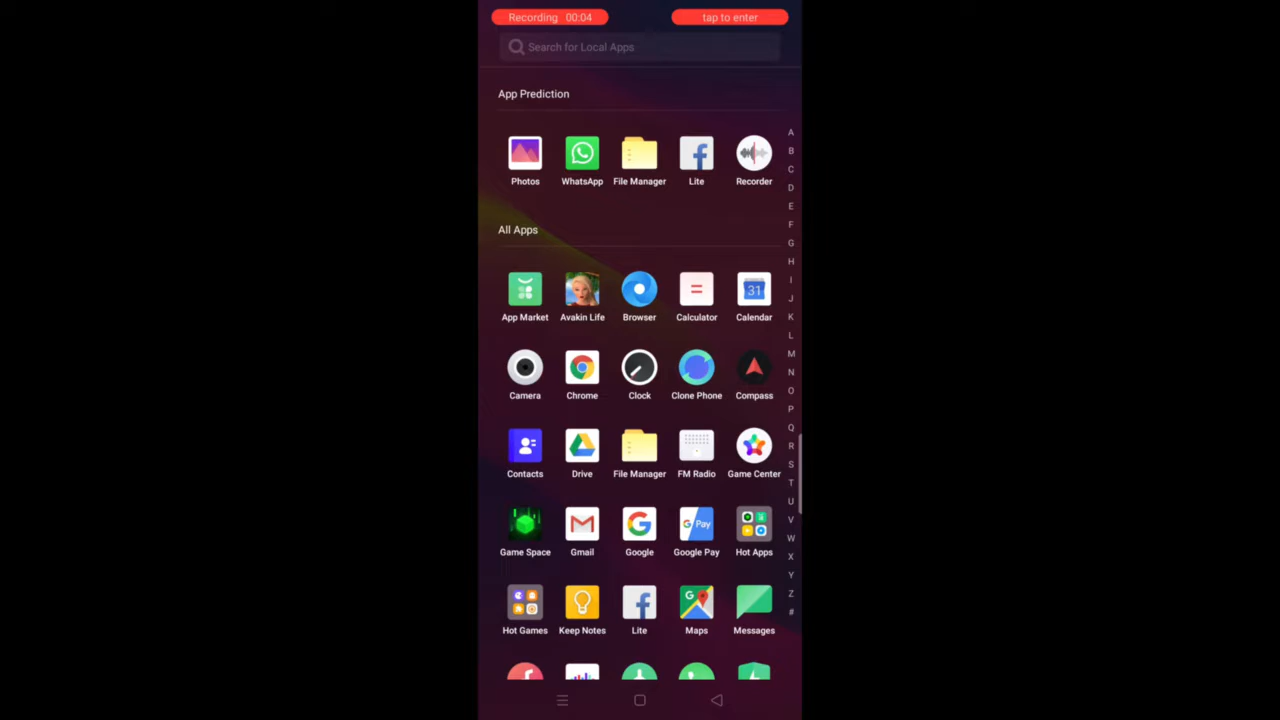 Recording 00:04 tap to enter
Search for Local Apps
App Prediction
Photos WhatsApp File Manager Lite Recorder
All Apps
App Market Avakin Life Browser Calculator Calendar
31
Camera Chrome Clock Clone Phone Compass
Contacts Drive File Manager FM Radio Game Center
G Pay
Game Space Gmail Google Google Pay Hot Apps
Hot Games Keep Notes Lite Maps Messages
A
B
C
D
E
F
G
H
I
J
K
L
M
N
O
P
Q
R
S
T
U
V
W
X
Y
Z
#